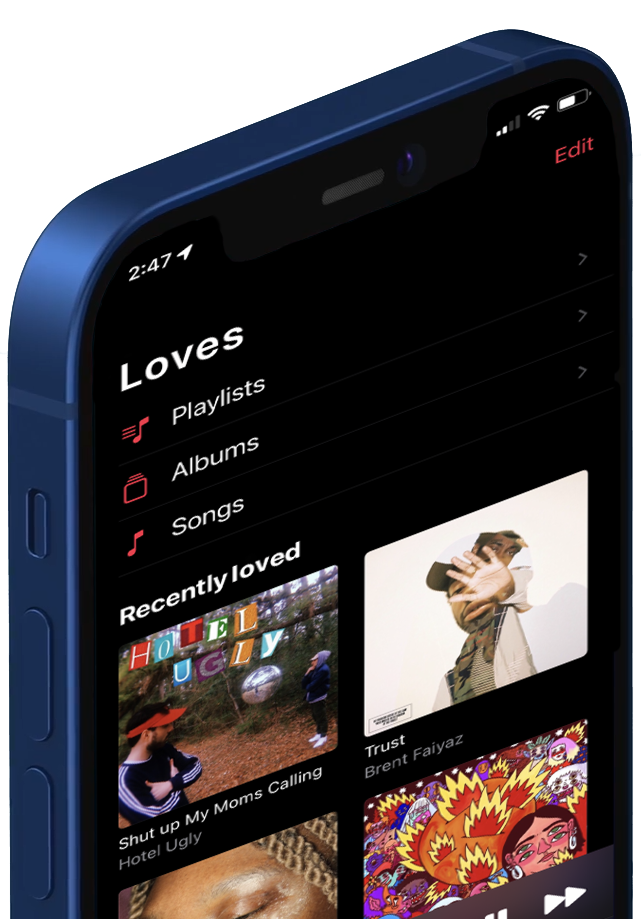 2:47
Edit
Loves
Playlists
Albums
Songs
Recently loved
HOTEL
UGLy
Shut up My Moms Calling
Hotel Ugly
Trust
Brent Faiyaz